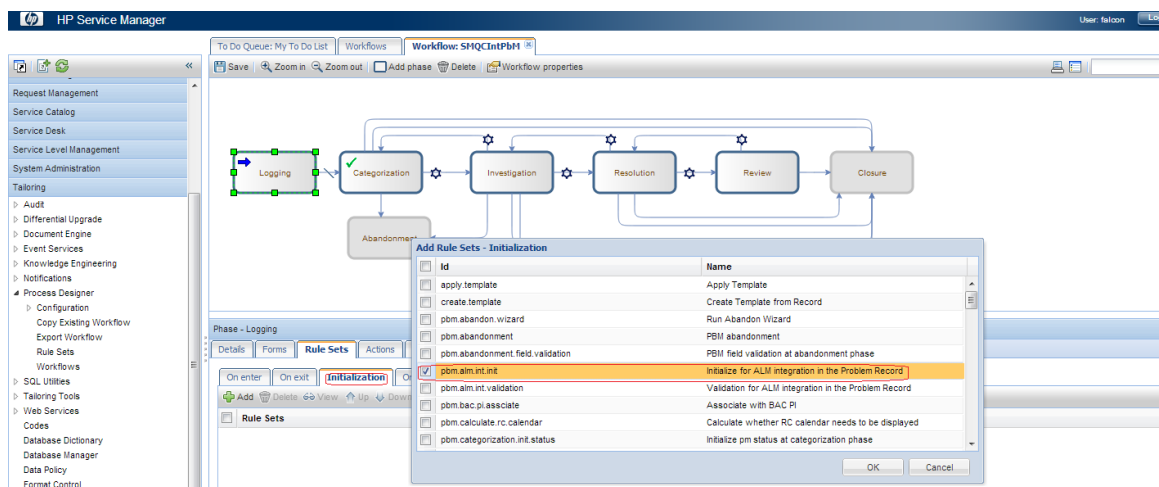 HP Service Manager
User: falcon
Lo
To Do Queue: My To Do List
Workflows
Workflow: SMQCIntPbM
Save
Zoom in
Zoom out
Add phase
Delete
Workflow properties
Request Management
Service Catalog
Service Desk
Service Level Management
System Administration
Tailoring
Audit
Differential Upgrade
Document Engine
Event Services
Knowledge Engineering
Notifications
Process Designer
Configuration
Copy Existing Workflow
Export Workflow
Rule Sets
Workflows
SQL Utilities
Tailoring Tools
Web Services
Codes
Database Dictionary
Database Manager
Data Policy
Format Control
Logging
Categorization
Investigation
Resolution
Review
Closure
Abandonment
Phase - Logging
Details
Forms
Rule Sets
Actions
On enter
On exit
Initialization
Add
Delete
View
Up
Down
Rule Sets
Add Rule Sets - Initialization
Id Name
apply.template Apply Template
create.template Create Template from Record
pbm.abandon.wizard Run Abandon Wizard
pbm.abandonment PBM abandonment
pbm.abandonment.field.validation PBM field validation at abandonment phase
pbm.alm.int.init Initialize for ALM integration in the Problem Record
pbm.alm.int.validation Validation for ALM integration in the Problem Record
pbm.bac.pi.assciate Associate with BAC PI
pbm.calculate.rc.calendar Calculate whether RC calendar needs to be displayed
pbm.categorization.init.status Initialize pm status at categorization phase
OK
Cancel